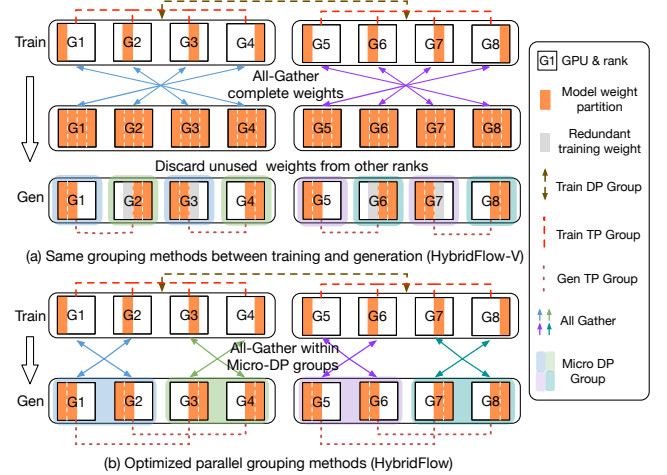 Train
G1 G2 G3 G4 G5 G6 G7 G8
All-Gather
complete weights
G1 G2 G3 G4 G5 G6 G7 G8
Discard unused weights from other ranks
Gen
G1 G2 G3 G4 G5 G6 G7 G8
(a) Same grouping methods between training and generation (HybridFlow-V)
Train
G1 G2 G3 G4 G5 G6 G7 G8
All-Gather within
Micro-DP groups
Gen
G1 G2 G3 G4 G5 G6 G7 G8
(b) Optimized parallel grouping methods (HybridFlow)
G1 GPU & rank
Model weight
partition
Redundant
training weight
Train DP Group
Train TP Group
Gen TP Group
All Gather
Micro DP
Group